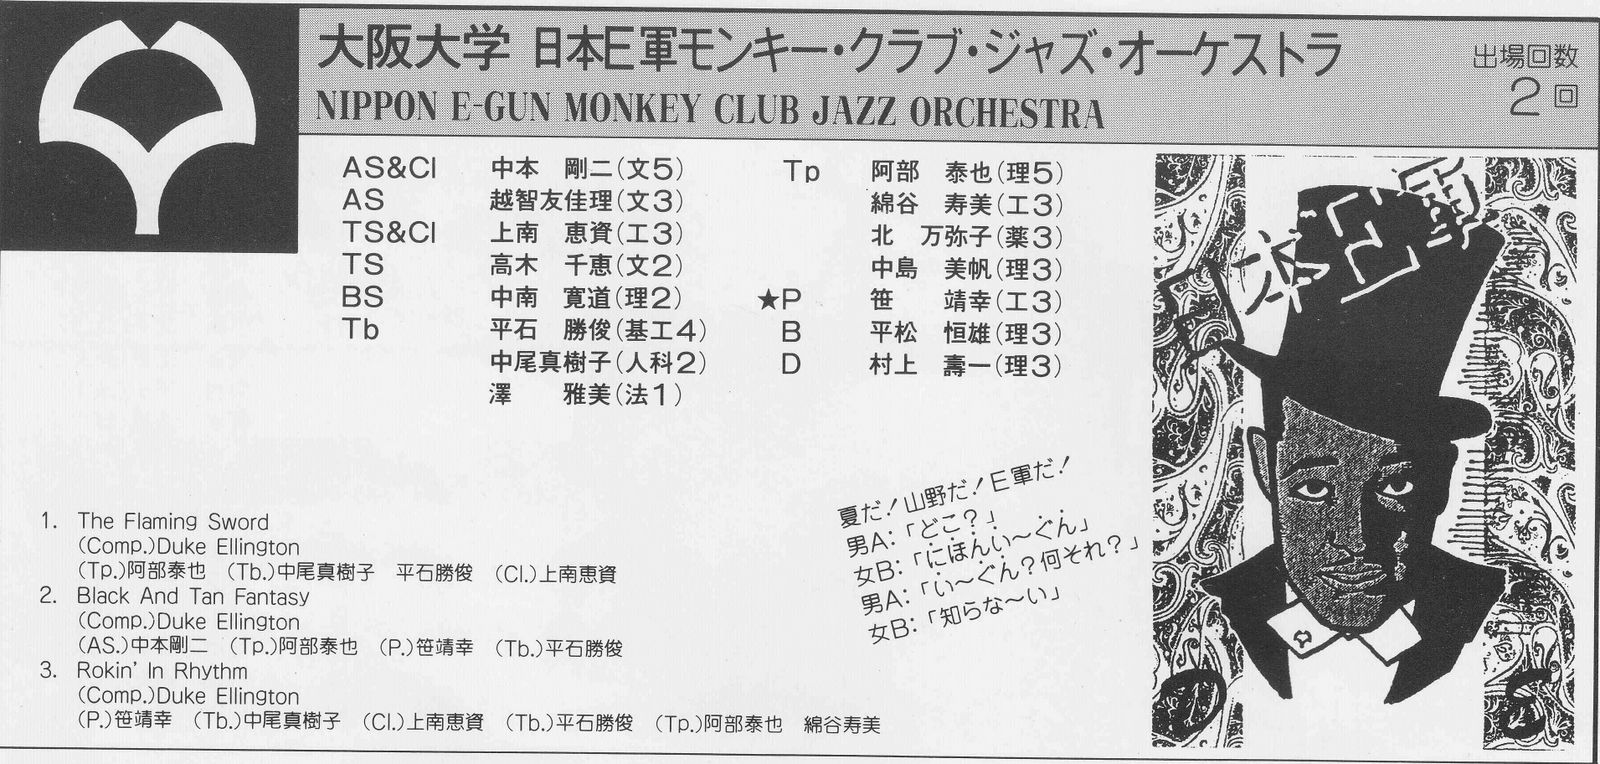 大阪大学 日本E軍モンキー・クラブ・ジャズ・オーケストラ
NIPPON E-GUN MONKEY CLUB JAZZ ORCHESTRA
出場回数
2回
AS&Cl 中本 剛二(文5)
AS 越智友佳理(文3)
TS&Cl 上南 恵資(工3)
TS 高木 千恵(文2)
BS 中南 寛道(理2)
Tb 平石 勝俊(基工4)
中尾真樹子(人科2)
澤 雅美(法1)
Tp 阿部 泰也(理5)
綿谷 寿美(工3)
北 万弥子(薬3)
中島 美帆(理3)
★P 笹 靖幸(工3)
B 平松 恒雄(理3)
D 村上 壽一(理3)
1. The Flaming Sword
(Comp.)Duke Ellington
(Tp.)阿部泰也 (Tb.)中尾真樹子 平石勝俊 (Cl.)上南恵資
2. Black And Tan Fantasy
(Comp.)Duke Ellington
(AS.)中本剛二 (Tp.)阿部泰也 (P.)笹靖幸 (Tb.)平石勝俊
3. Rokin' In Rhythm
(Comp.)Duke Ellington
(P.)笹靖幸 (Tb.)中尾真樹子 (Cl.)上南恵資 (Tb.)平石勝俊 (Tp.)阿部泰也 綿谷寿美
夏だ!山野だ!E軍だ!
男A:「どこ?」
女B:「にほんい〜ぐん」
男A:「い〜ぐん?何それ?」
女B:「知らな〜い」
日本E軍